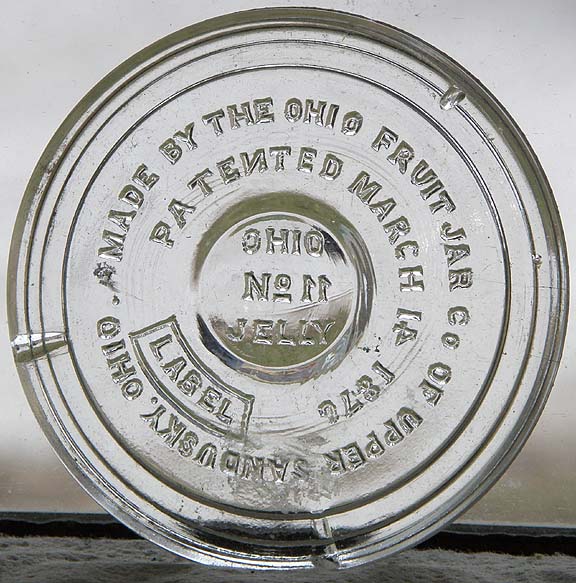 MADE BY THE OHIO FRUIT JAR Co OF UPPER SANDUSKY, OHIO.
PATENTED MARCH 14 1876
LABEL
OHIO
No 11
JELLY